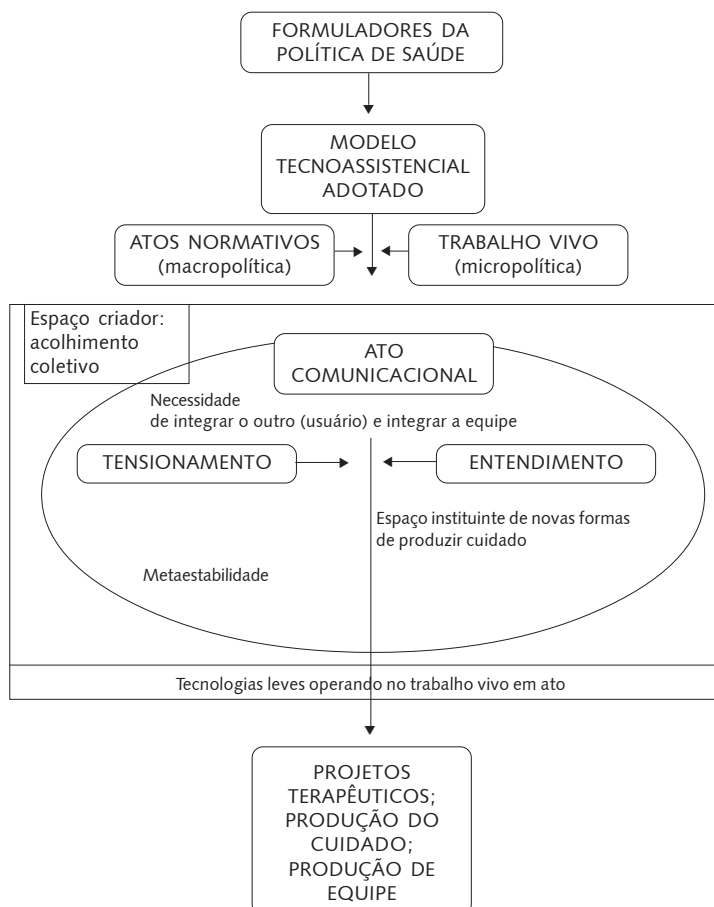 FORMULADORES DA
POLÍTICA DE SAÚDE
MODELO
TECNOASSISTENCIAL
ADOTADO
ATOS NORMATIVOS
(macropolítica)
TRABALHO VIVO
(micropolítica)
Espaço criador:
acolhimento
coletivo
ATO
COMUNICACIONAL
Necessidade
de integrar o outro (usuário) e integrar a equipe
TENSIONAMENTO
ENTENDIMENTO
Espaço instituinte de novas formas
de produzir cuidado
Metaestabilidade
Tecnologias leves operando no trabalho vivo em ato
PROJETOS
TERAPÊUTICOS;
PRODUÇÃO DO
CUIDADO;
PRODUÇÃO DE
EQUIPE